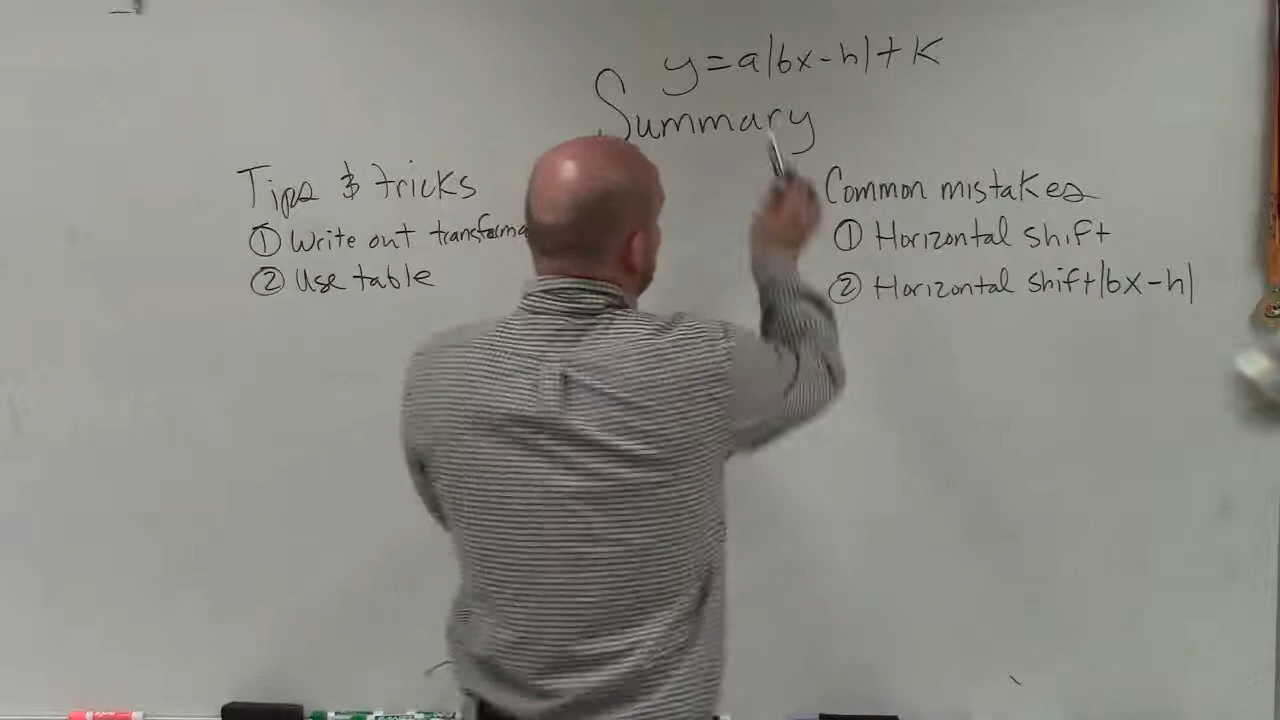 y=a|bx-h|+K
Summary
Tips & tricks
① Write out
② Use table
Common mistakes
① Horizontal shift
② Horizontal shift|bx-h|